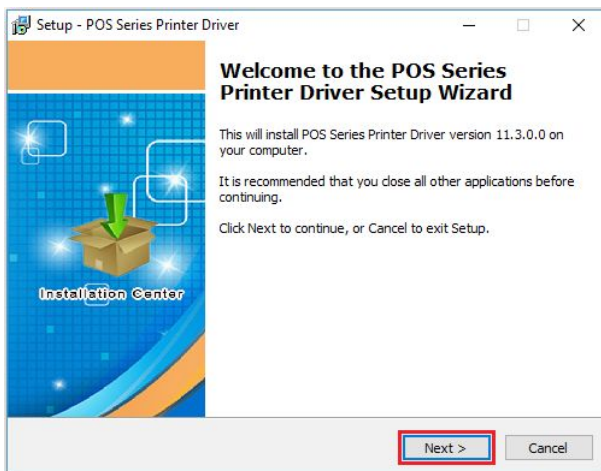 Setup - POS Series Printer Driver
Welcome to the POS Series
Printer Driver Setup Wizard
This will install POS Series Printer Driver version 11.3.0.0 on
your computer.
It is recommended that you close all other applications before
continuing.
Click Next to continue, or Cancel to exit Setup.
Installation Center
Next >
Cancel